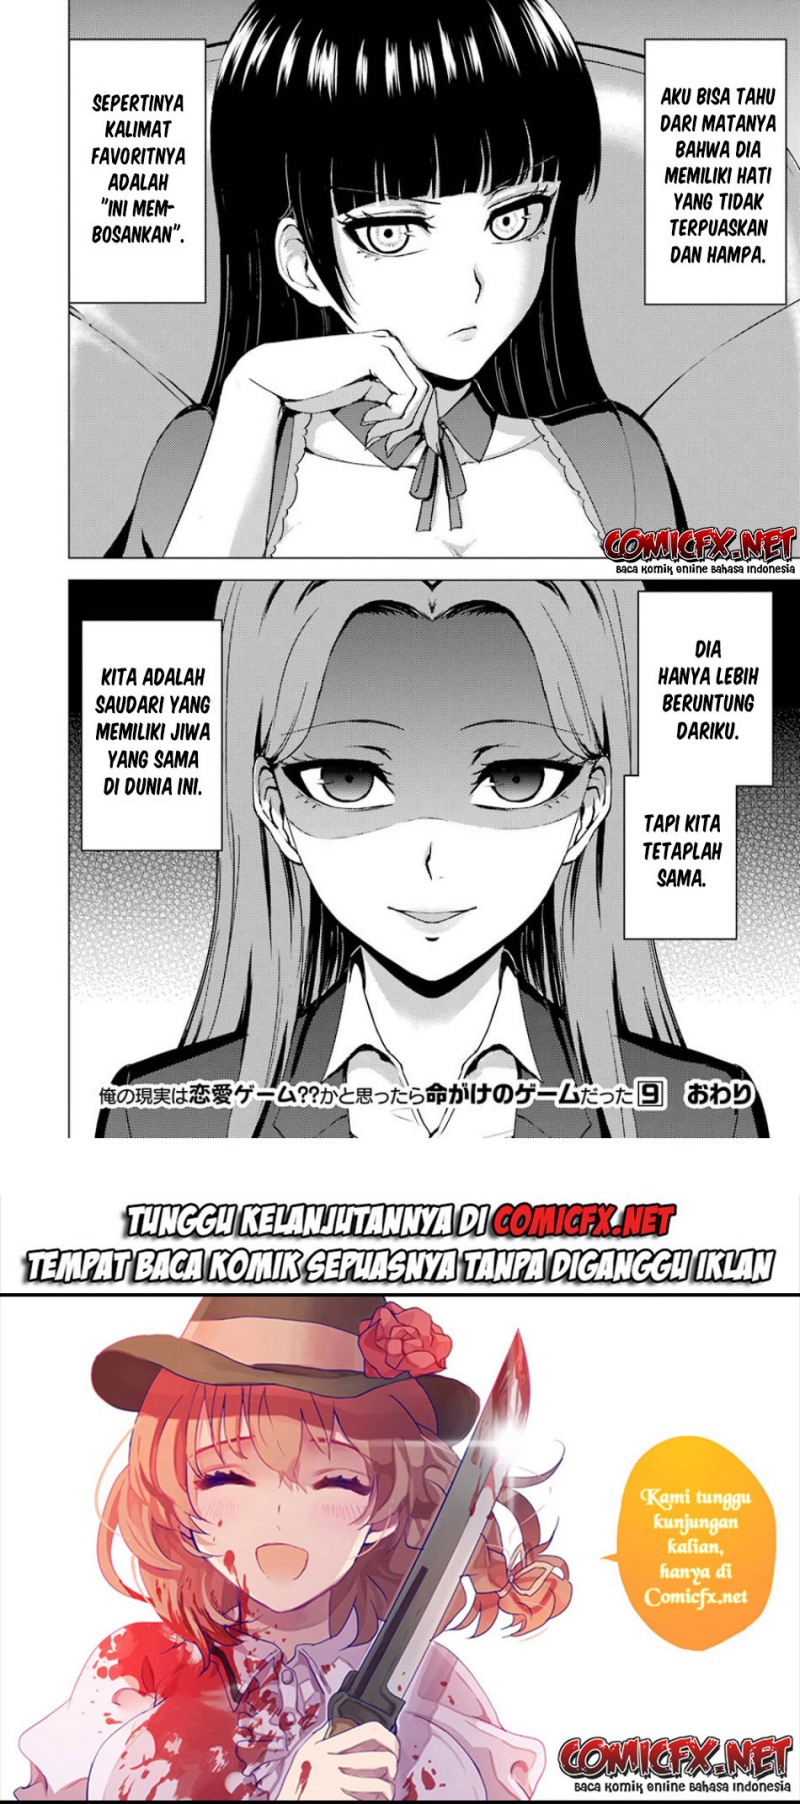 AKU BISA TAHU
DARI MATANYA
BAHWA DIA
MEMILIKI HATI
YANG TIDAK
TERPUASKAN
DAN HAMPA.
SEPERTINYA
KALIMAT
FAVORITNYA
ADALAH
"INI MEM-
BOSANKAN".
COMICFX.NET
Baca Komik Online Bahasa Indonesia
DIA
HANYA LEBIH
BERUNTUNG
DARIKU.
TAPI KITA
TETAPLAH
SAMA.
KITA ADALAH
SAUDARI YANG
MEMILIKI JIWA
YANG SAMA
DI DUNIA INI.
俺の現実は恋愛ゲーム??かと思ったら命がけのゲームだった 9 おわり
TUNGGU KELANJUTANNYA DI COMICFX.NET
TEMPAT BACA KOMIK SEPUASNYA TANPA DIGANGGU IKLAN
Kami tunggu
kunjungan
kalian,
hanya di
Comicfx.net
COMICFX.NET
Baca Komik Online Bahasa Indonesia